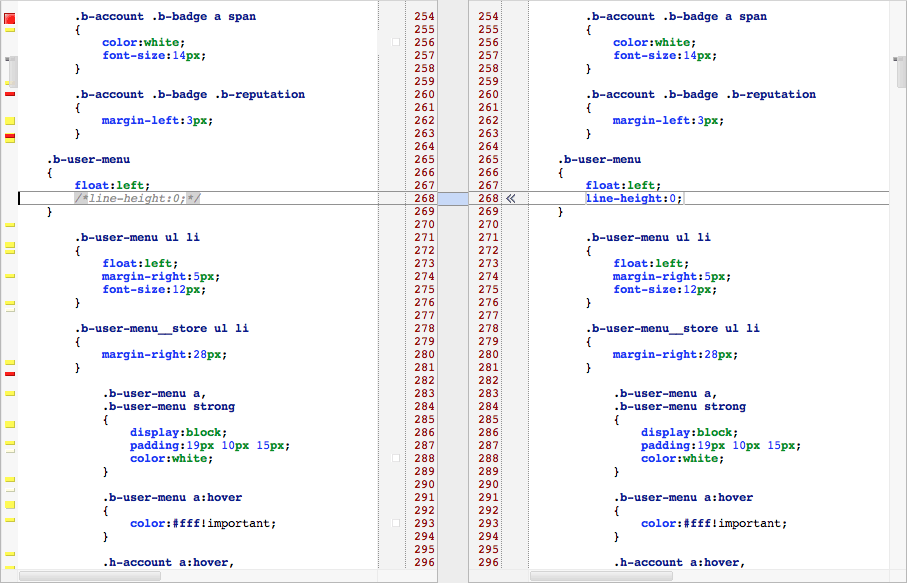 .b-account .b-badge a span 254
{ 255
color:white; 256
font-size:14px; 257
} 258
259
.b-account .b-badge .b-reputation 260
{ 261
margin-left:3px; 262
} 263
264
.b-user-menu 265
{ 266
float:left; 267
/*line-height:0;*/ 268
} 269
270
.b-user-menu ul li 271
{ 272
float:left; 273
margin-right:5px; 274
font-size:12px; 275
} 276
277
.b-user-menu__store ul li 278
{ 279
margin-right:28px; 280
} 281
282
.b-user-menu a, 283
.b-user-menu strong 284
{ 285
display:block; 286
padding:19px 10px 15px; 287
color:white; 288
} 289
290
.b-user-menu a:hover 291
{ 292
color:#fff!important; 293
} 294
295
.h-account a:hover, 296
254 .b-account .b-badge a span
255 {
256 color:white;
257 font-size:14px;
258 }
259
260 .b-account .b-badge .b-reputation
261 {
262 margin-left:3px;
263 }
264
265 .b-user-menu
266 {
267 float:left;
268 « line-height:0;
269 }
270
271 .b-user-menu ul li
272 {
273 float:left;
274 margin-right:5px;
275 font-size:12px;
276 }
277
278 .b-user-menu__store ul li
279 {
280 margin-right:28px;
281 }
282
283 .b-user-menu a,
284 .b-user-menu strong
285 {
286 display:block;
287 padding:19px 10px 15px;
288 color:white;
289 }
290
291 .b-user-menu a:hover
292 {
293 color:#fff!important;
294 }
295
296 .h-account a:hover,